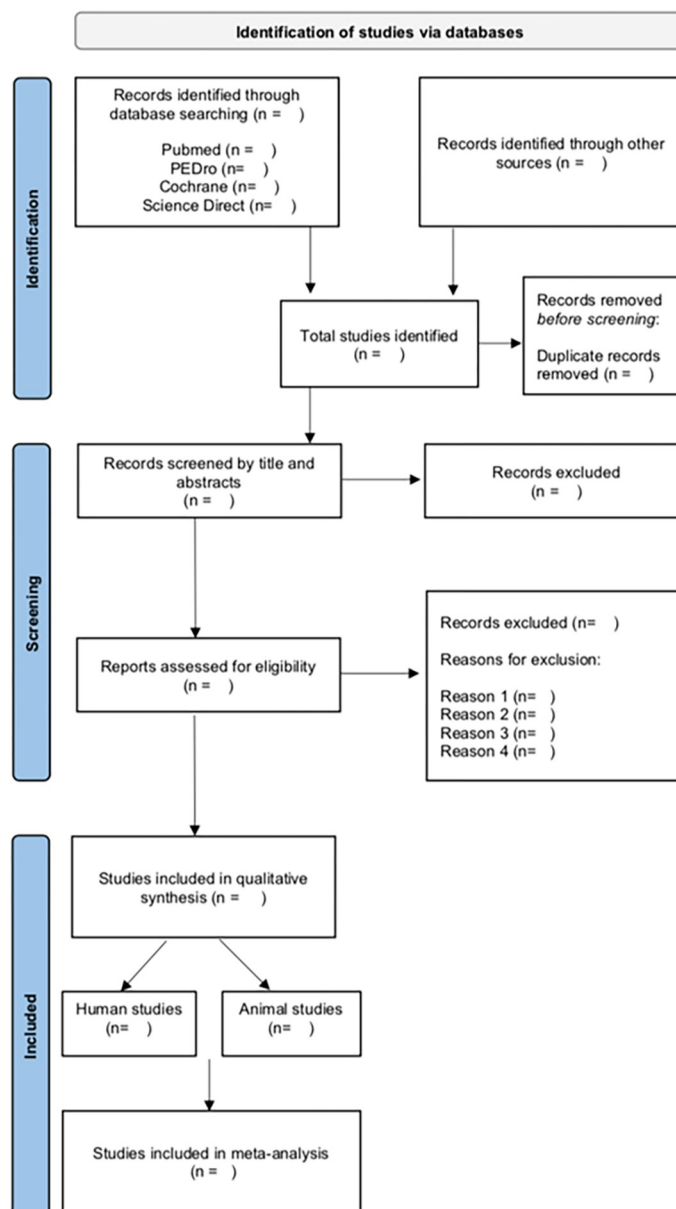 Identification of studies via databases
Identification
Records identified through
database searching (n =    )
Pubmed (n =    )
PEDro (n=    )
Cochrane (n=    )
Science Direct (n=    )
Records identified through other
sources (n =    )
Total studies identified
(n =    )
Records removed
before screening:
Duplicate records
removed (n =    )
Screening
Records screened by title and
abstracts
(n =    )
Records excluded
(n =    )
Reports assessed for eligibility
(n =    )
Records excluded (n=    )
Reasons for exclusion:
Reason 1 (n=    )
Reason 2 (n=    )
Reason 3 (n=    )
Reason 4 (n=    )
Included
Studies included in qualitative
synthesis (n =    )
Human studies
(n=    )
Animal studies
(n=    )
Studies included in meta-analysis
(n =    )